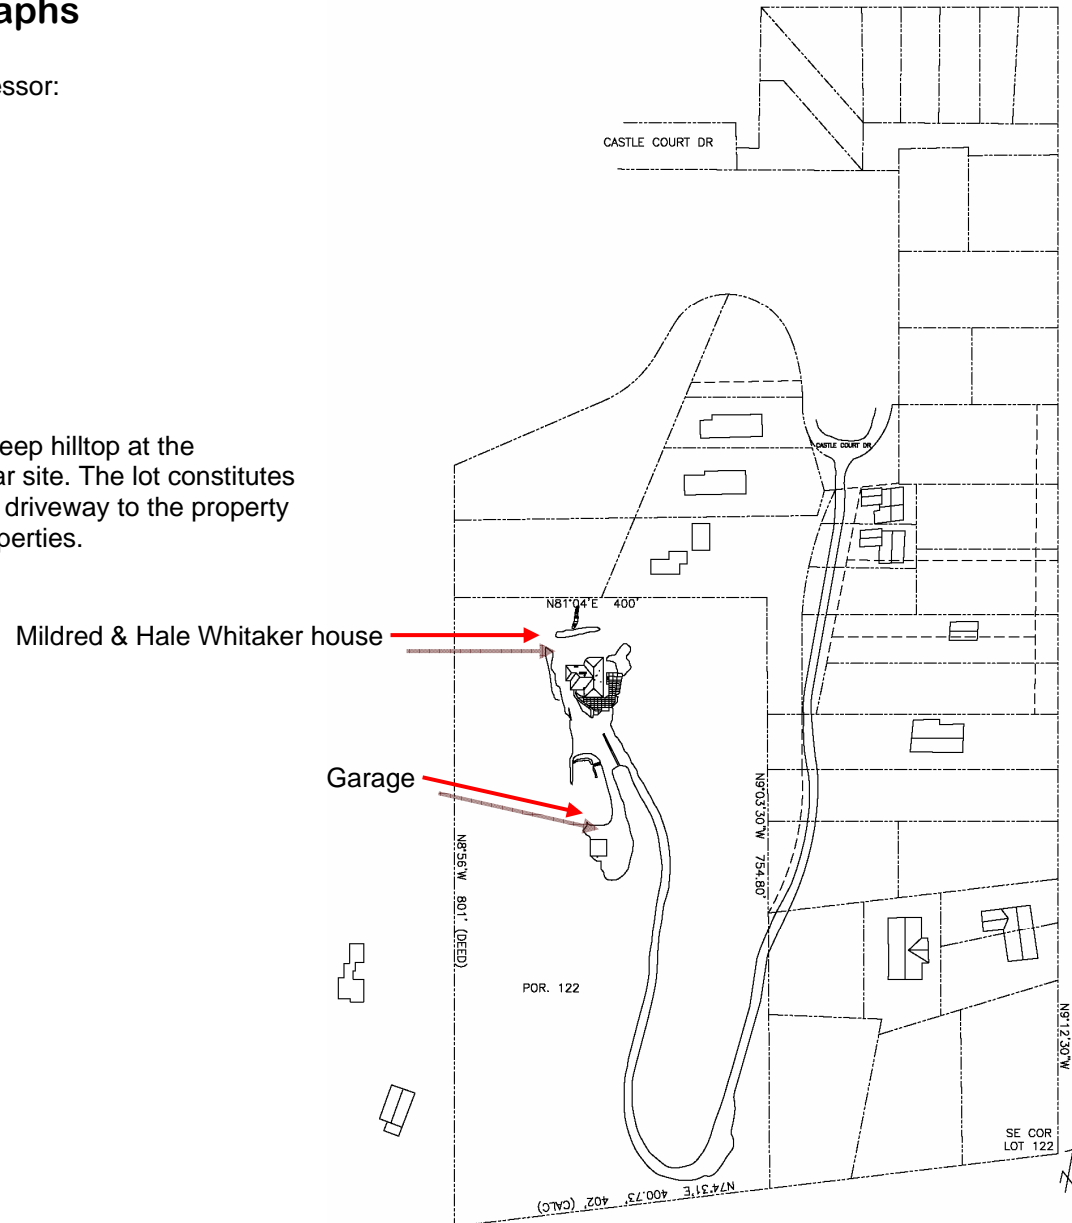 aphs
essor:
CASTLE COURT DR
CASTLE COURT DR
eep hilltop at the
ar site. The lot constitutes
driveway to the property
perties.
N81°04'E 400'
Mildred & Hale Whitaker house
Garage
N9°03'30"W 754.80'
N8°56'W 801' (DEED)
POR. 122
N9°12'30"W
SE COR
LOT 122
N74°31'E 400.73' 402' (CALC)